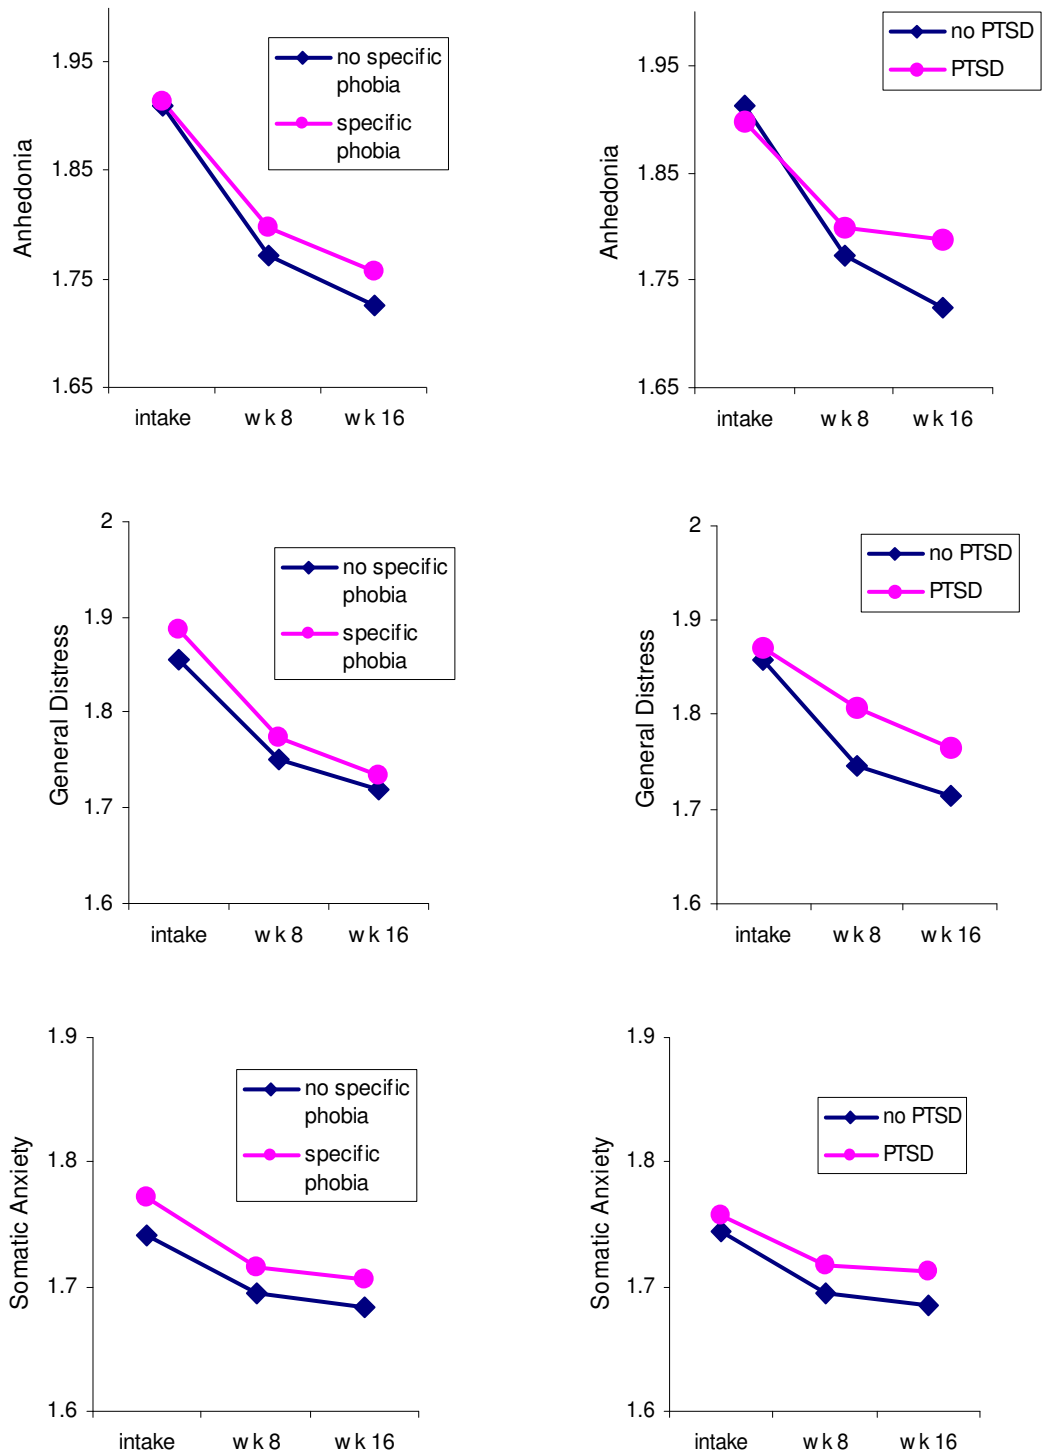 no specific
phobia
specific
phobia
1.95
1.85
1.75
1.65
Anhedonia
intake
wk 8
wk 16
no PTSD
PTSD
1.95
1.85
1.75
1.65
Anhedonia
intake
wk 8
wk 16
2
1.9
1.8
1.7
1.6
General Distress
no specific
phobia
specific
phobia
intake
wk 8
wk 16
2
1.9
1.8
1.7
1.6
General Distress
no PTSD
PTSD
intake
wk 8
wk 16
1.9
1.8
1.7
1.6
Somatic Anxiety
no specific
phobia
specific
phobia
intake
wk 8
wk 16
1.9
1.8
1.7
1.6
Somatic Anxiety
no PTSD
PTSD
intake
wk 8
wk 16